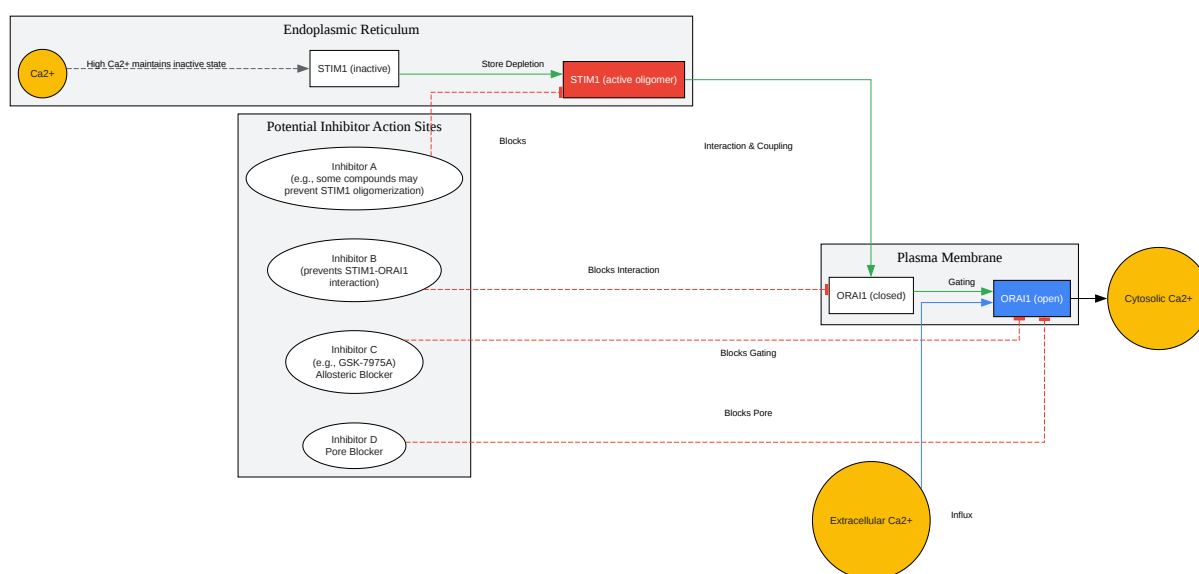 Endoplasmic Reticulum
Ca2+
High Ca2+ maintains inactive state
STIM1 (inactive)
Store Depletion
STIM1 (active oligomer)
Potential Inhibitor Action Sites
Blocks
Interaction & Coupling
Inhibitor A
(e.g., some compounds may
prevent STIM1 oligomerization)
Inhibitor B
(prevents STIM1-ORAI1
interaction)
Blocks Interaction
Plasma Membrane
ORAI1 (closed)
Gating
ORAI1 (open)
Cytosolic Ca2+
Inhibitor C
(e.g., GSK-7975A)
Allosteric Blocker
Blocks Gating
Inhibitor D
Pore Blocker
Blocks Pore
Extracellular Ca2+
Influx